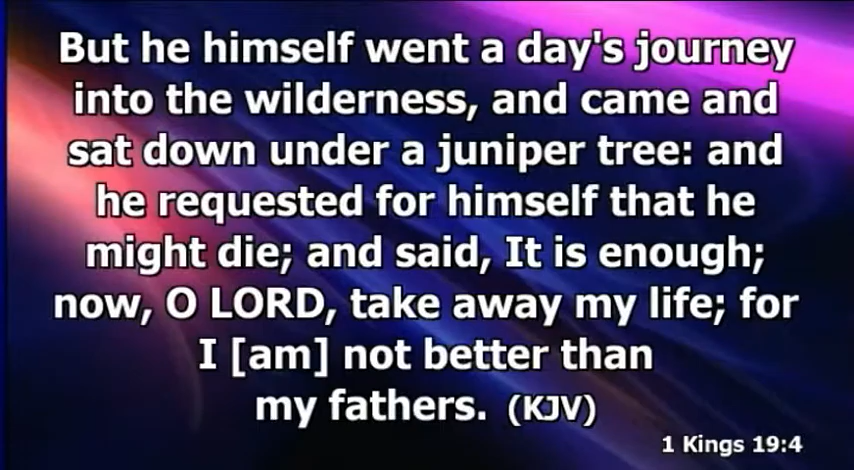 But he himself went a day's journey
into the wilderness, and came and
sat down under a juniper tree: and
he requested for himself that he
might die; and said, It is enough;
now, O LORD, take away my life; for
I [am] not better than
my fathers. (KJV)
1 Kings 19:4